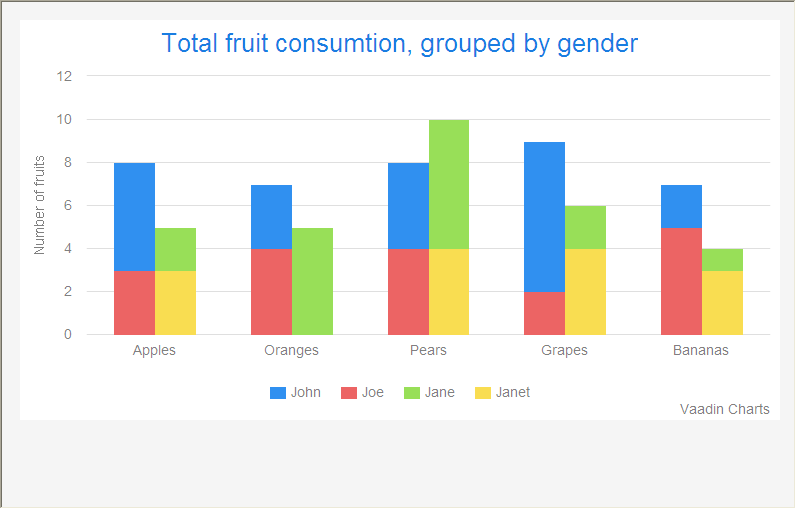 Total fruit consumtion, grouped by gender
12
10
8
6
4
2
0
Number of fruits
Apples Oranges Pears Grapes Bananas
John Joe Jane Janet
Vaadin Charts